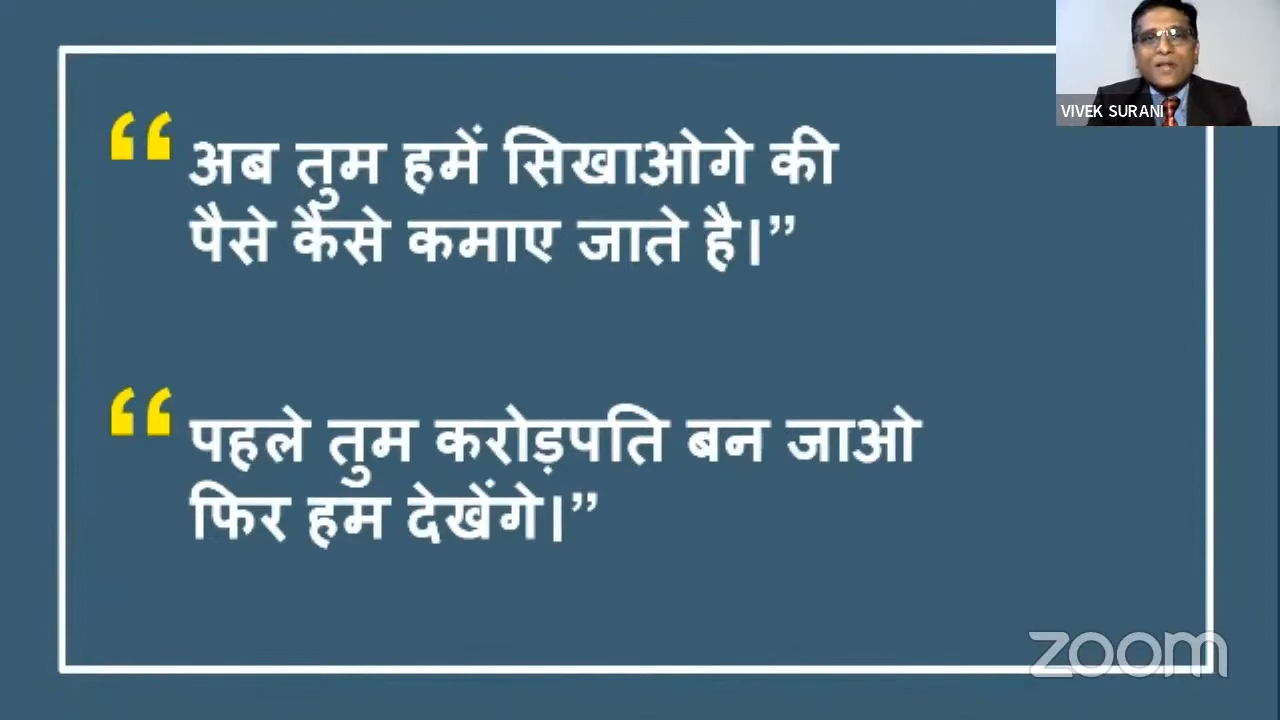 VIVEK SURANI
“ अब तुम हमें सिखाओगे की
पैसे कैसे कमाए जाते है।”
“ पहले तुम करोड़पति बन जाओ
फिर हम देखेंगे।”
zoom